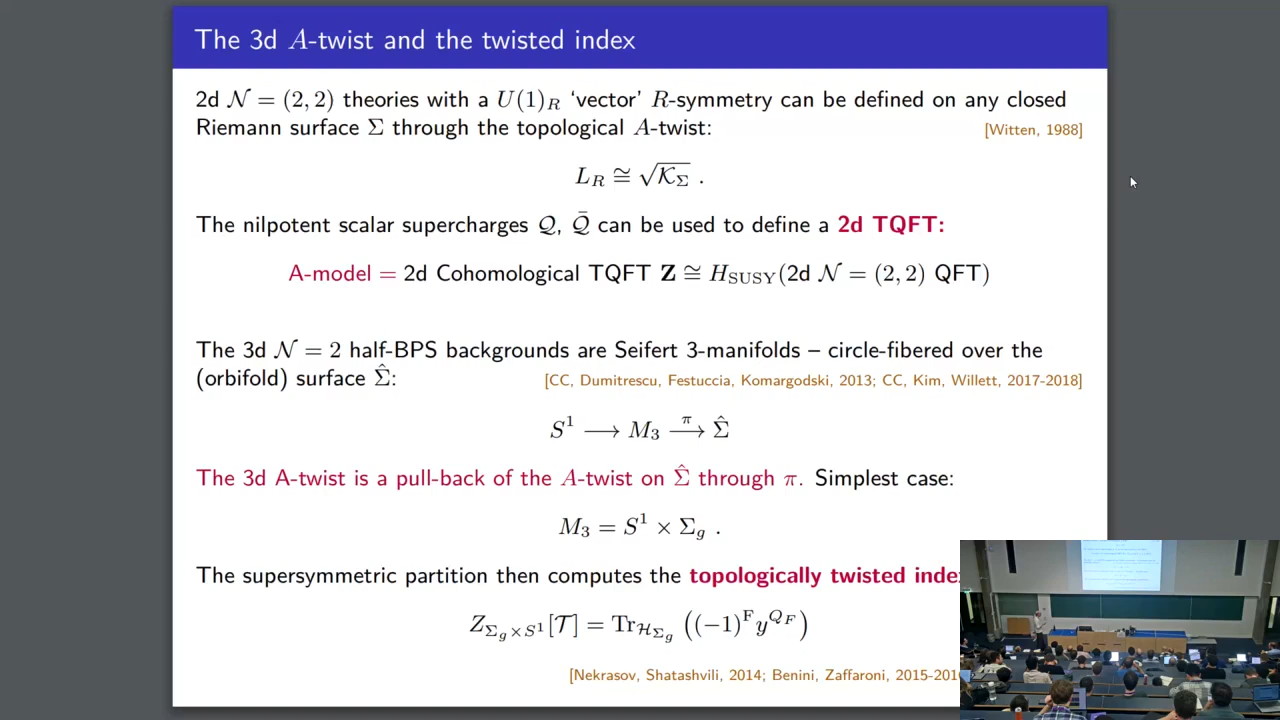 The 3d A-twist and the twisted index
2d 𝒩 = (2, 2) theories with a U(1)_R ‘vector’ R-symmetry can be defined on any closed
Riemann surface Σ through the topological A-twist: [Witten, 1988]
L_R ≅ √𝒦_Σ .
The nilpotent scalar supercharges 𝒬, 𝒬̄ can be used to define a 2d TQFT:
A-model = 2d Cohomological TQFT Z ≅ H_SUSY(2d 𝒩 = (2, 2) QFT)
The 3d 𝒩 = 2 half-BPS backgrounds are Seifert 3-manifolds – circle-fibered over the
(orbifold) surface Σ̂: [CC, Dumitrescu, Festuccia, Komargodski, 2013; CC, Kim, Willett, 2017-2018]
S¹ ⟶ M₃ ⟶^π Σ̂
The 3d A-twist is a pull-back of the A-twist on Σ̂ through π. Simplest case:
M₃ = S¹ × Σ_g .
The supersymmetric partition then computes the topologically twisted
Z_{Σ_g×S¹}[𝒯] = Tr_{ℋ_{Σ_g}} ((−1)^F y^{Q_F})
[Nekrasov, Shatashvili, 2014; Benini, Zaffaroni,